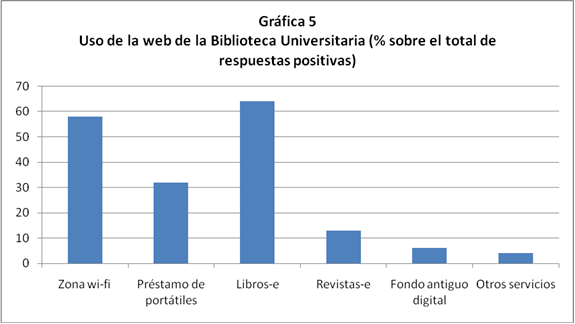 Gráfica 5
Uso de la web de la Biblioteca Universitaria (% sobre el total de
respuestas positivas)
70
60
50
40
30
20
10
0
Zona wi-fi
Préstamo de
portátiles
Libros-e
Revistas-e
Fondo antiguo
digital
Otros servicios